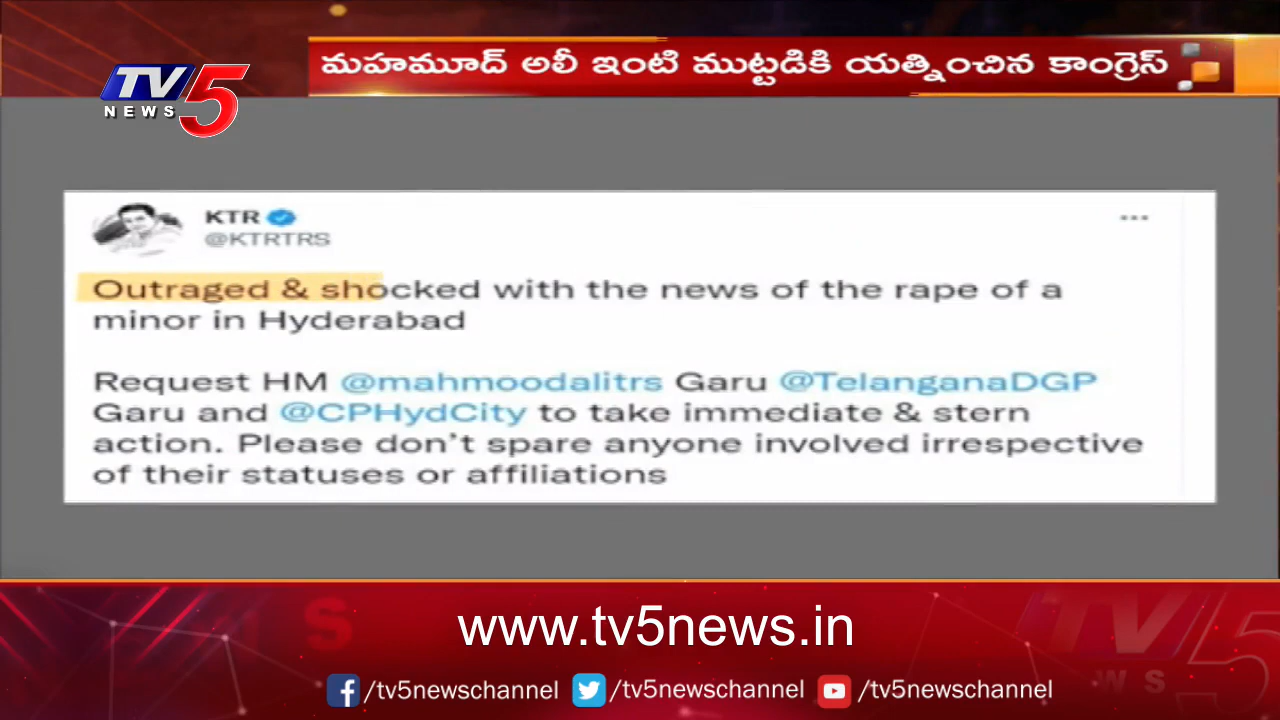 మహమూద్ అలీ ఇంటి ముట్టడికి యత్నించిన కాంగ్రెస్
TV5
NEWS
KTR
@KTRTRS
Outraged & shocked with the news of the rape of a
minor in Hyderabad
Request HM @mahmoodalitrs Garu @TelanganaDGP
Garu and @CPHydCity to take immediate & stern
action. Please don't spare anyone involved irrespective
of their statuses or affiliations
www.tv5news.in
/tv5newschannel /tv5newschannel /tv5newschannel